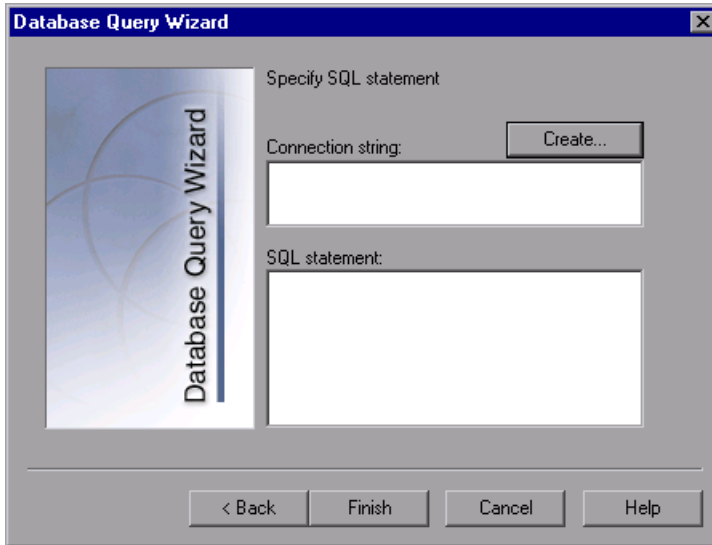 Database Query Wizard
Database Query Wizard
Specify SQL statement
Connection string:
Create...
SQL statement:
< Back
Finish
Cancel
Help